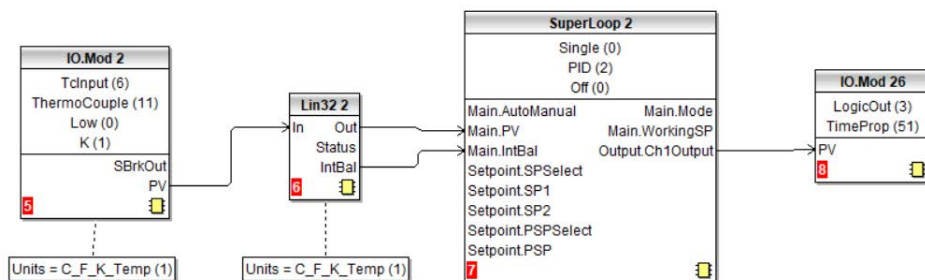 IO.Mod 2
TcInput (6)
ThermoCouple (11)
Low (0)
K (1)
SBrkOut
PV
5
Units = C_F_K_Temp (1)
Lin32 2
In Out
Status
IntBal
6
Units = C_F_K_Temp (1)
SuperLoop 2
Single (0)
PID (2)
Off (0)
Main.AutoManual Main.Mode
Main.PV Main.WorkingSP
Main.IntBal Output.Ch1Output
Setpoint.SPSelect
Setpoint.SP1
Setpoint.SP2
Setpoint.PSPSelect
Setpoint.PSP
7
IO.Mod 26
LogicOut (3)
TimeProp (51)
PV
8